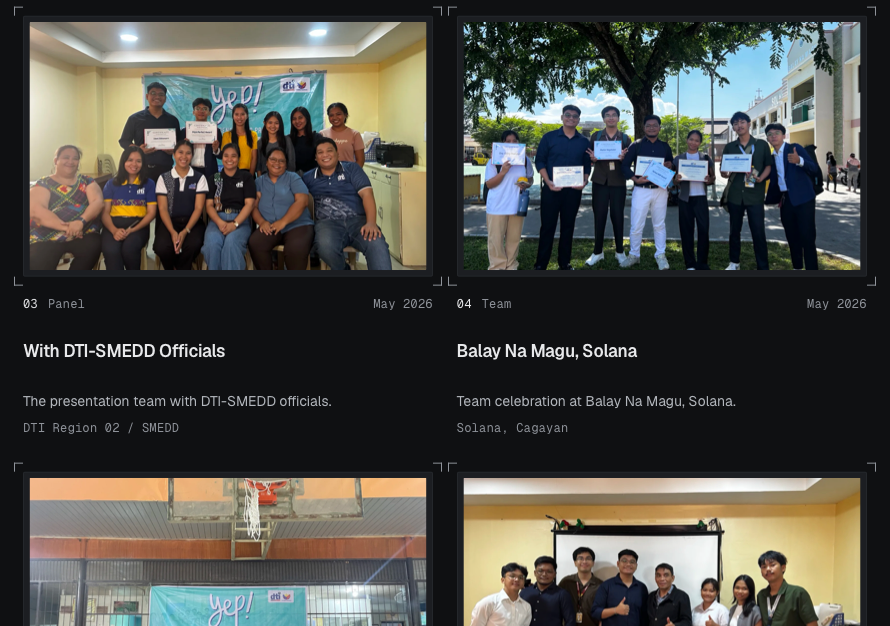 yep!
dti
03 Panel May 2026
04 Team May 2026
With DTI-SMEDD Officials
Balay Na Magu, Solana
The presentation team with DTI-SMEDD officials.
Team celebration at Balay Na Magu, Solana.
DTI Region 02 / SMEDD
Solana, Cagayan
yep!
dti